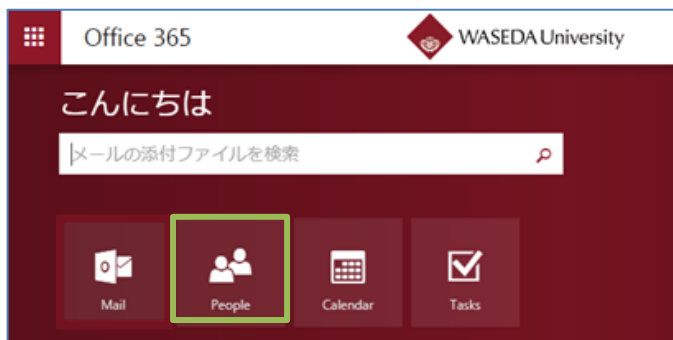 Office 365
WASEDA University
こんにちは
メールの添付ファイルを検索
Mail
People
Calendar
Tasks